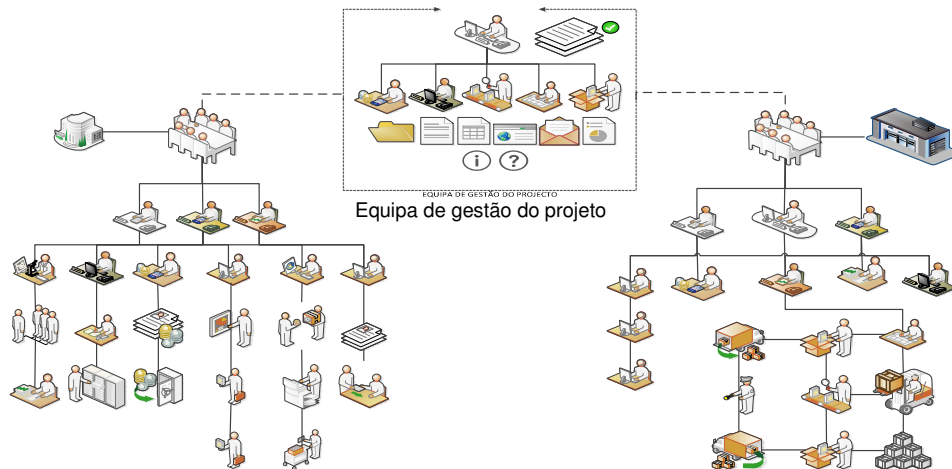 EQUIPA DE GESTÃO DO PROJECTO
Equipa de gestão do projeto
i
?